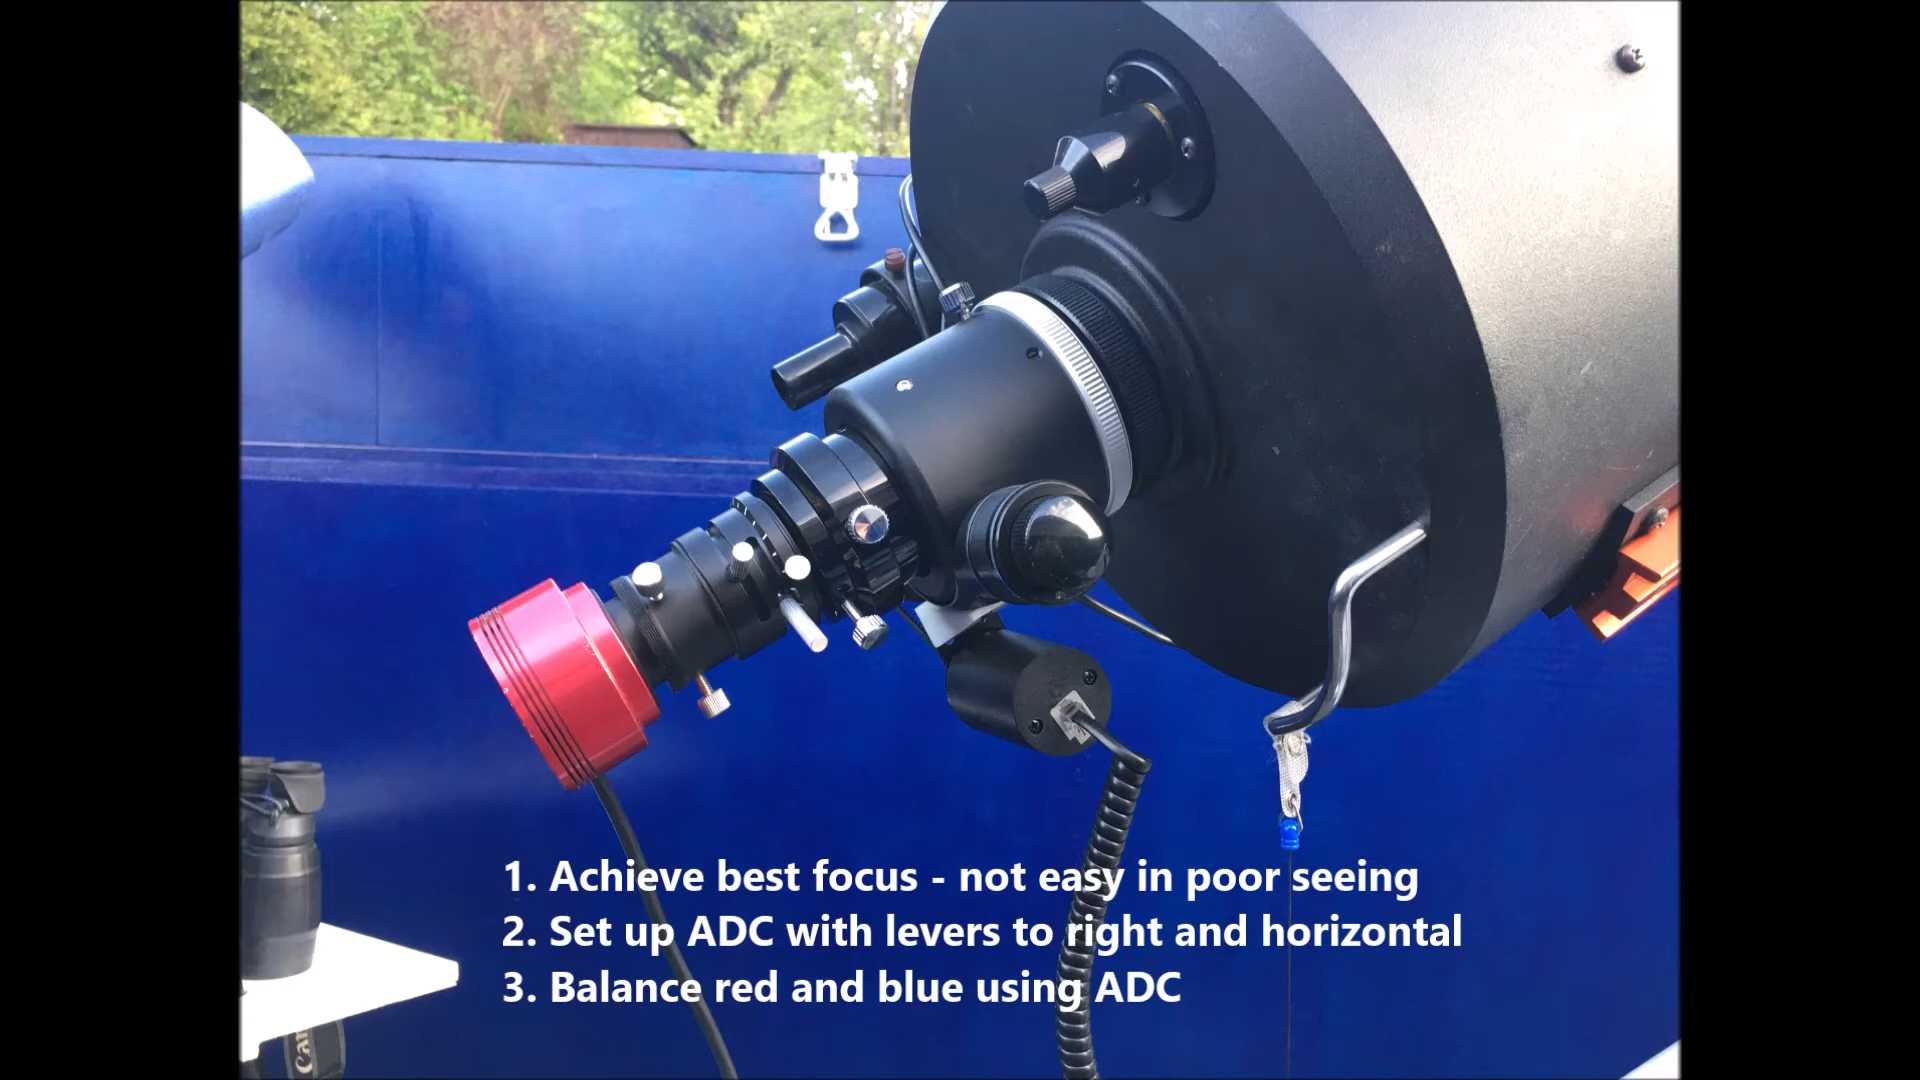 1. Achieve best focus - not easy in poor seeing
2. Set up ADC with levers to right and horizontal
3. Balance red and blue using ADC
Can